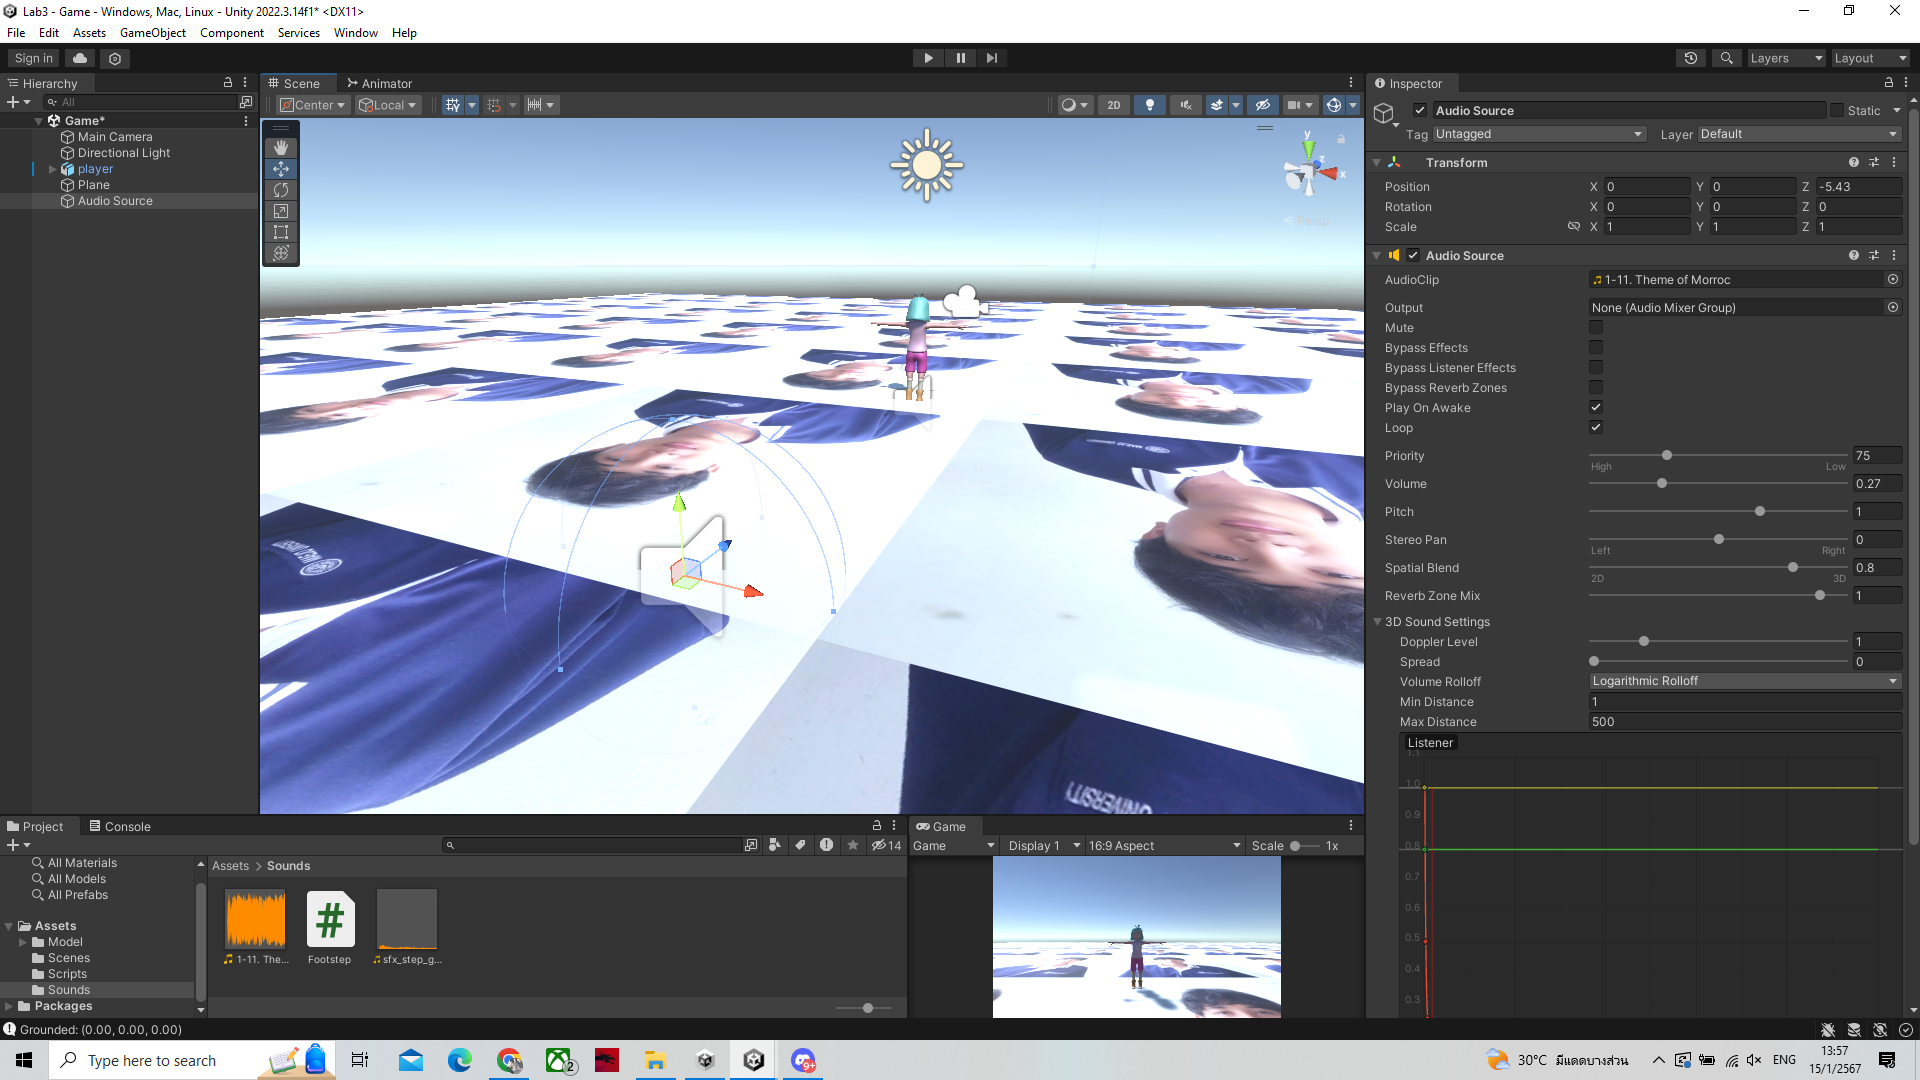 Lab3 - Game - Windows, Mac, Linux - Unity 2022.3.14f1* <DX11>
File Edit Assets GameObject Component Services Window Help
Sign in
Layers
Layout
Hierarchy
All
Game*
Main Camera
Directional Light
player
Plane
Audio Source
Scene
Animator
Center
Local
2D
y
z
x
Persp
Inspector
Audio Source
Static
Tag Untagged
Layer Default
Transform
Position X 0 Y 0 Z -5.43
Rotation X 0 Y 0 Z 0
Scale X 1 Y 1 Z 1
Audio Source
AudioClip 1-11. Theme of Morroc
Output None (Audio Mixer Group)
Mute
Bypass Effects
Bypass Listener Effects
Bypass Reverb Zones
Play On Awake
Loop
Priority 75
High Low
Volume 0.27
Pitch 1
Stereo Pan 0
Left Right
Spatial Blend 0.8
2D 3D
Reverb Zone Mix 1
3D Sound Settings
Doppler Level 1
Spread 0
Volume Rolloff Logarithmic Rolloff
Min Distance 1
Max Distance 500
Listener
1.1
1.0
0.9
0.8
0.7
0.6
0.5
0.4
0.3
UNIVERSITY
Project
Console
14
All Materials
All Models
All Prefabs
Assets
Model
Scenes
Scripts
Sounds
Packages
Assets > Sounds
1-11. The...
Footstep
sfx_step_g...
Game
Game Display 1 16:9 Aspect Scale 1x
Grounded: (0.00, 0.00, 0.00)
Type here to search
2
9+
30°C มีแดดบางส่วน
ENG
13:57
15/1/2567